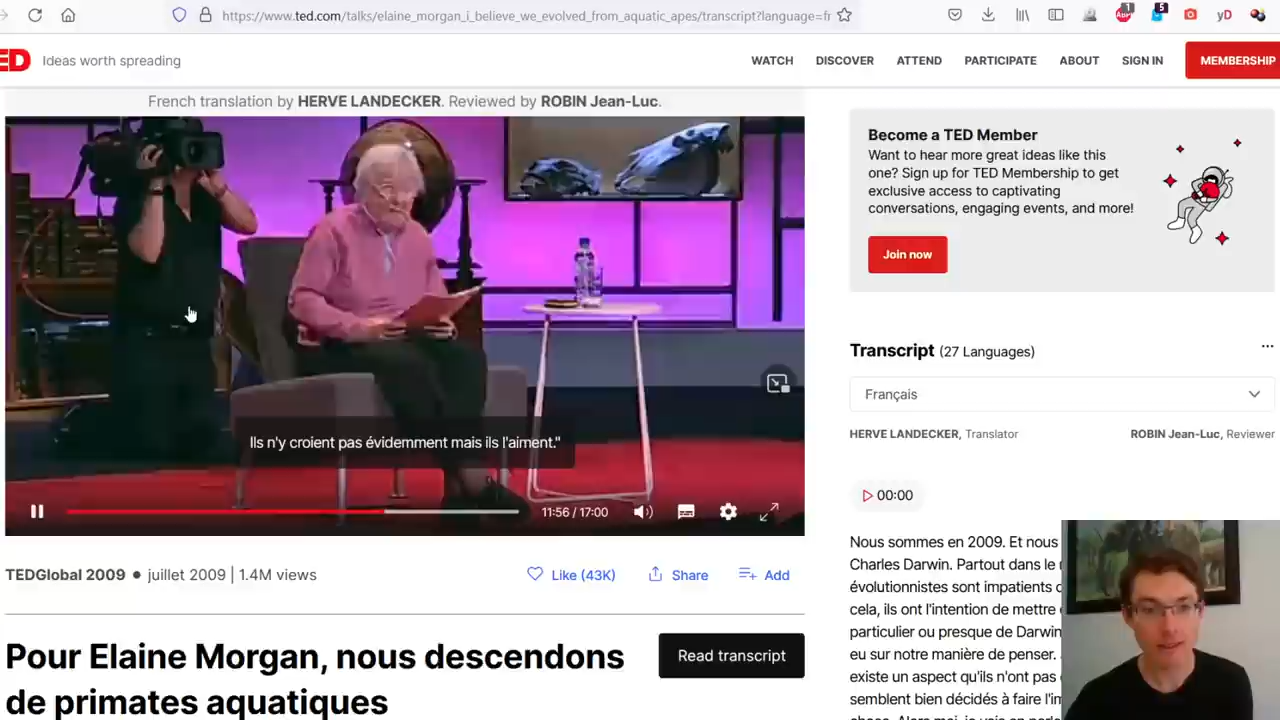 https://www.ted.com/talks/elaine_morgan_i_believe_we_evolved_from_aquatic_apes/transcript?language=fr
1
5
yD
ED Ideas worth spreading
WATCH DISCOVER ATTEND PARTICIPATE ABOUT SIGN IN MEMBERSHIP
French translation by HERVE LANDECKER. Reviewed by ROBIN Jean-Luc.
Ils n'y croient pas évidemment mais ils l'aiment."
11:56 / 17:00
TEDGlobal 2009 ● juillet 2009 | 1.4M views
Like (43K) Share Add
Pour Elaine Morgan, nous descendons
de primates aquatiques
Read transcript
Become a TED Member
Want to hear more great ideas like this
one? Sign up for TED Membership to get
exclusive access to captivating
conversations, engaging events, and more!
Join now
Transcript (27 Languages)
Français
HERVE LANDECKER, Translator ROBIN Jean-Luc, Reviewer
00:00
Nous sommes en 2009. Et nous
Charles Darwin. Partout dans le
évolutionnistes sont impatients
cela, ils ont l'intention de mettre
particulier ou presque de Darwin
eu sur notre manière de penser.
existe un aspect qu'ils n'ont pas
semblent bien décidés à faire l'im